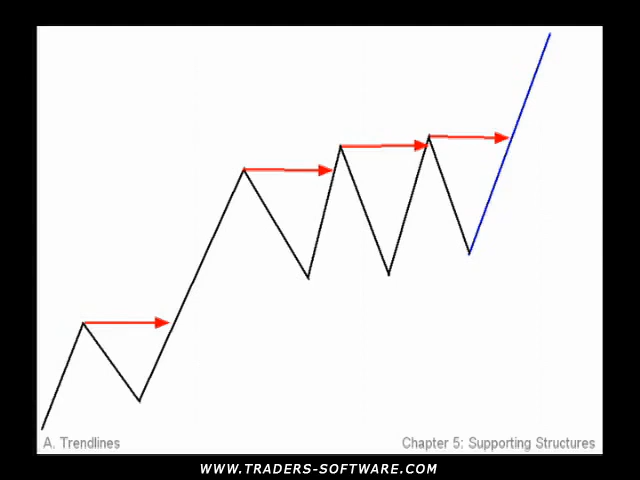 A. Trendlines
Chapter 5: Supporting Structures
WWW.TRADERS-SOFTWARE.COM